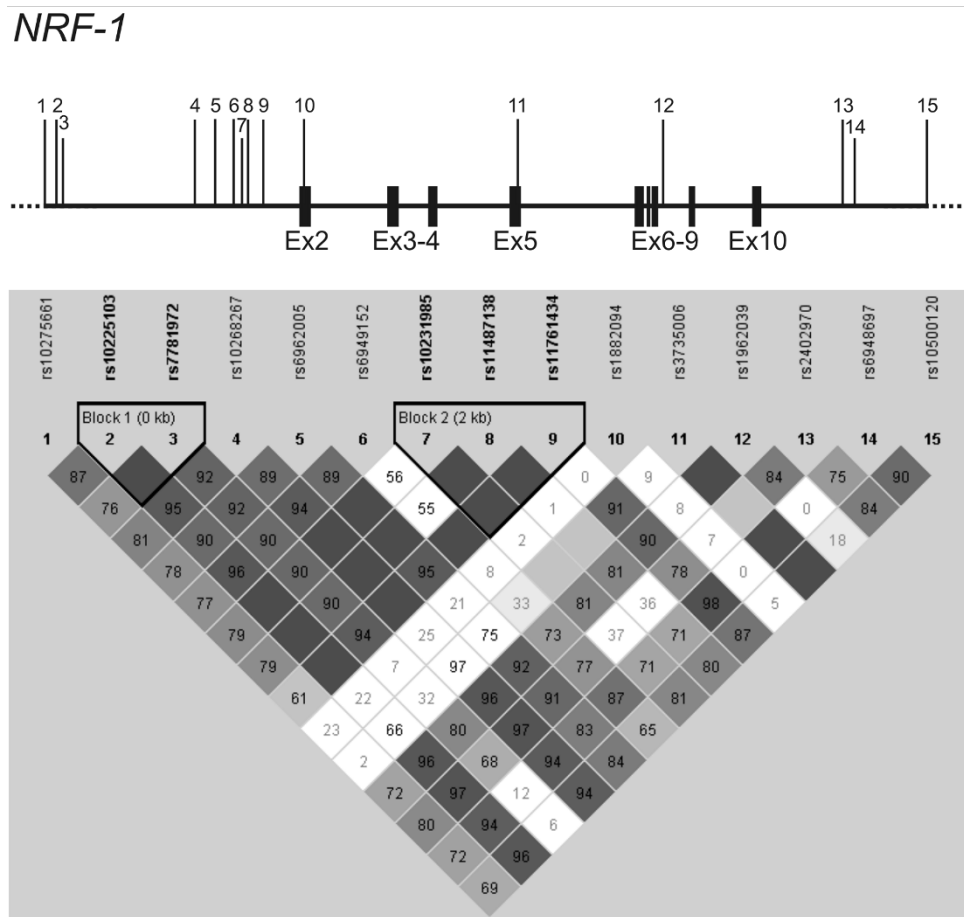 NRF-1
1 2 3 4 5 6 7 8 9 10 11 12 13 14 15
Ex2 Ex3-4 Ex5 Ex6-9 Ex10
rs10275661
rs10225103
rs7781972
rs10268267
rs6962005
rs6949152
rs10231985
rs11487138
rs11761434
rs1882094
rs3735006
rs1962039
rs2402970
rs6948697
rs10500120
Block 1 (0 kb) Block 2 (2 kb)
1 2 3 4 5 6 7 8 9 10 11 12 13 14 15
87 92 89 89 56 0 9 84 75 90
76 95 92 94 55 1 91 8 0 84
81 90 90 2 90 7 18
78 96 90 95 8 81 78 0
77 90 21 33 81 36 98 5
79 94 25 75 73 37 71 87
79 7 97 92 77 71 80
61 22 32 96 91 87 81
23 66 80 97 83 65
2 96 68 94 84
72 97 12 94
80 94 6
72 96
69